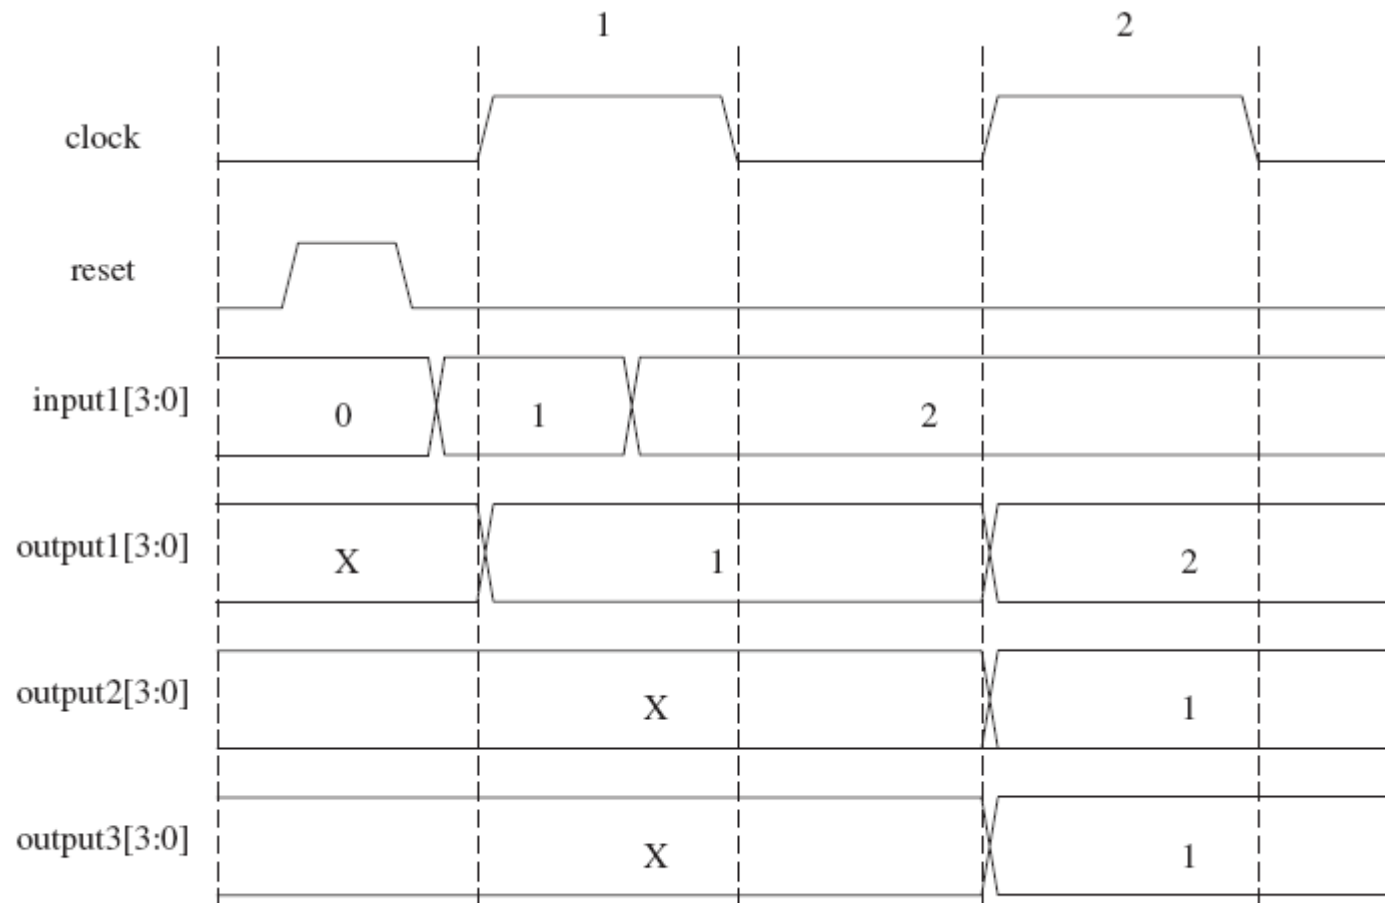 1 2
clock
reset
input1[3:0] 0 1 2
output1[3:0] X 1 2
output2[3:0] X 1
output3[3:0] X 1